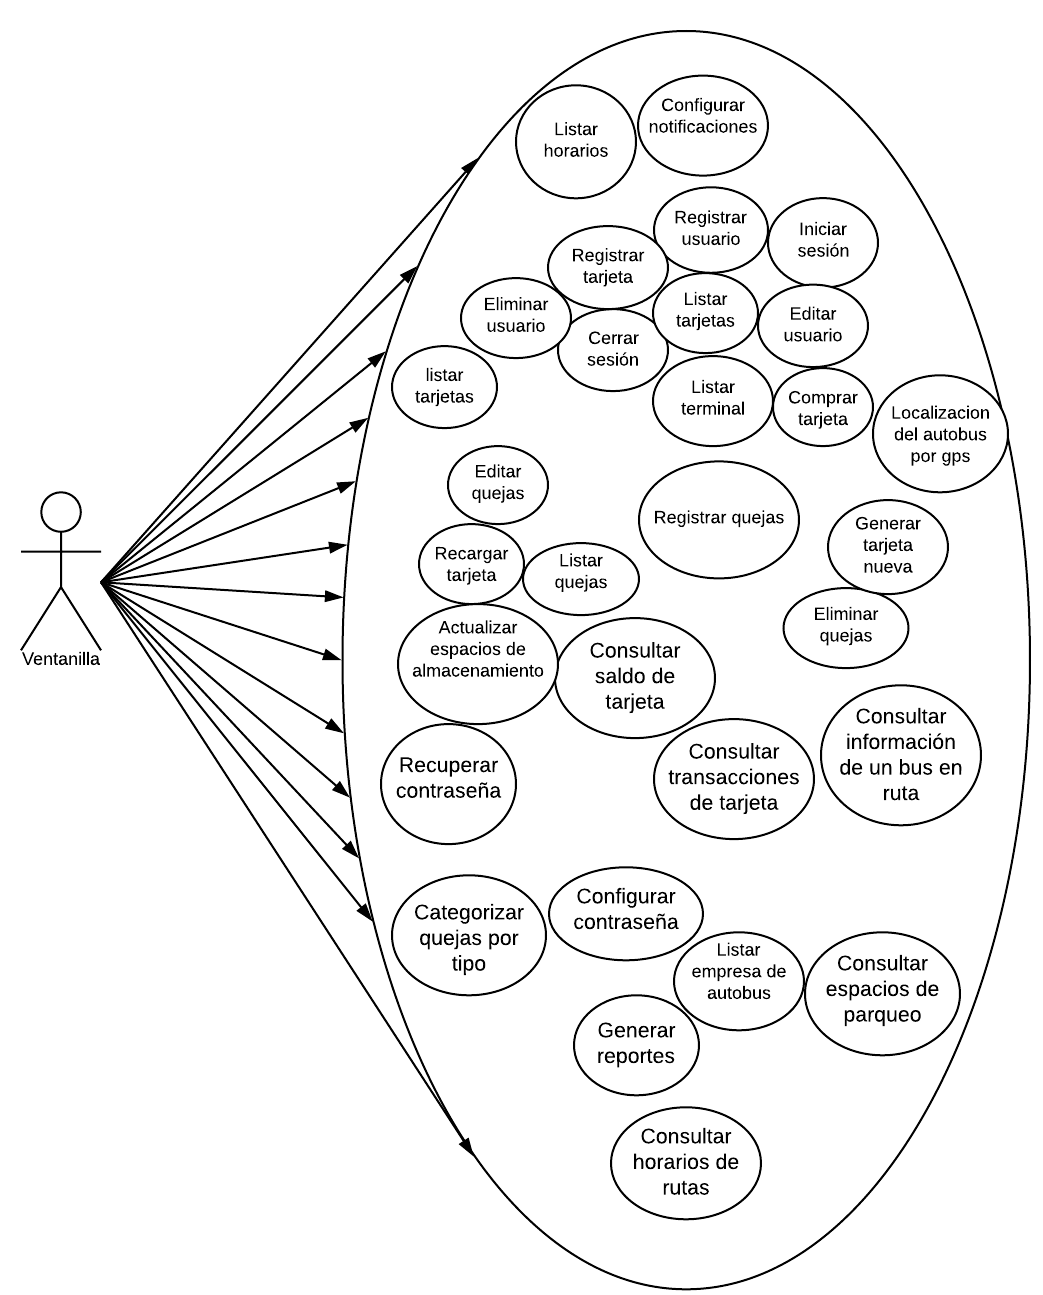 Listar
horarios
Configurar
notificaciones
Registrar
usuario
Iniciar
sesión
Registrar
tarjeta
Eliminar
usuario
Listar
tarjetas
Editar
usuario
Cerrar
sesión
listar
tarjetas
Listar
terminal
Comprar
tarjeta
Localizacion
del autobus
por gps
Editar
quejas
Registrar quejas
Generar
tarjeta
nueva
Recargar
tarjeta
Listar
quejas
Eliminar
quejas
Ventanilla
Actualizar
espacios de
almacenamiento
Consultar
saldo de
tarjeta
Consultar
información
de un bus en
ruta
Recuperar
contraseña
Consultar
transacciones
de tarjeta
Categorizar
quejas por
tipo
Configurar
contraseña
Listar
empresa de
autobus
Consultar
espacios de
parqueo
Generar
reportes
Consultar
horarios de
rutas